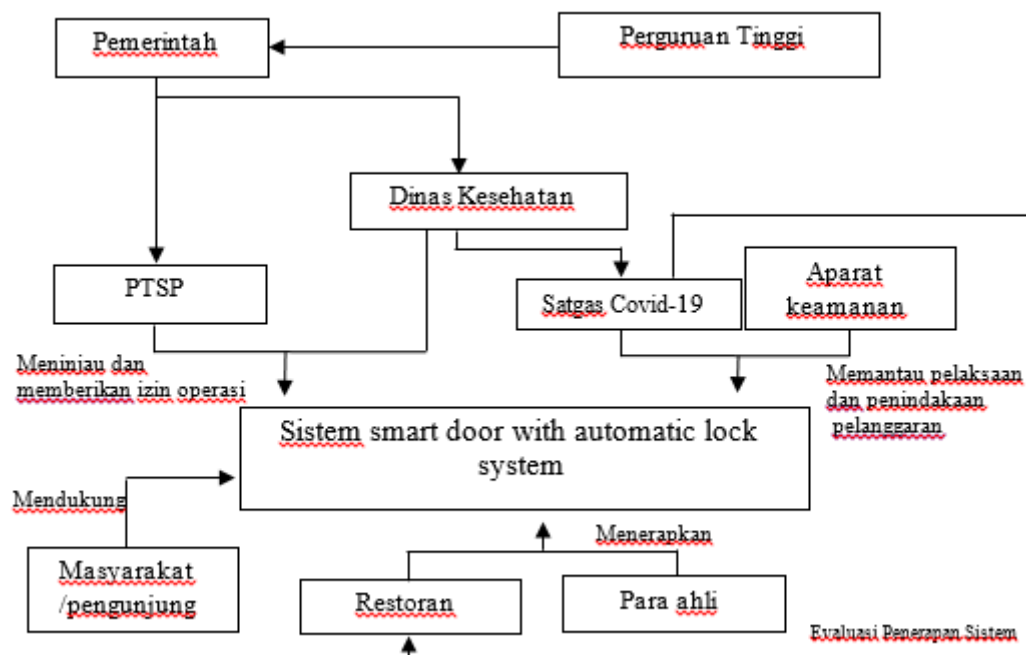 Pemerintah
Perguruan Tinggi
Dinas Kesehatan
PTSP
Satgas Covid-19
Aparat
keamanan
Meninjau dan
memberikan izin operasi
Memantau pelaksaan
dan penindakaan
pelanggaran
Sistem smart door with automatic lock
system
Mendukung
Menerapkan
Masyarakat
/pengunjung
Restoran
Para ahli
Evaluasi Penerapan Sistem